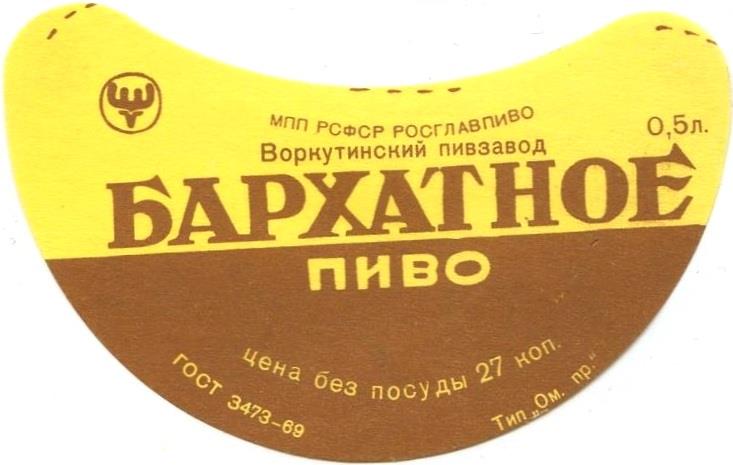 МПП РСФСР РОСГЛАВПИВО
0,5л.
Воркутинский пивзавод
БАРХАТНОЕ
ПИВО
цена без посуды 27 коп.
ГОСТ 3473-69
Тип. „Ом. пр.“